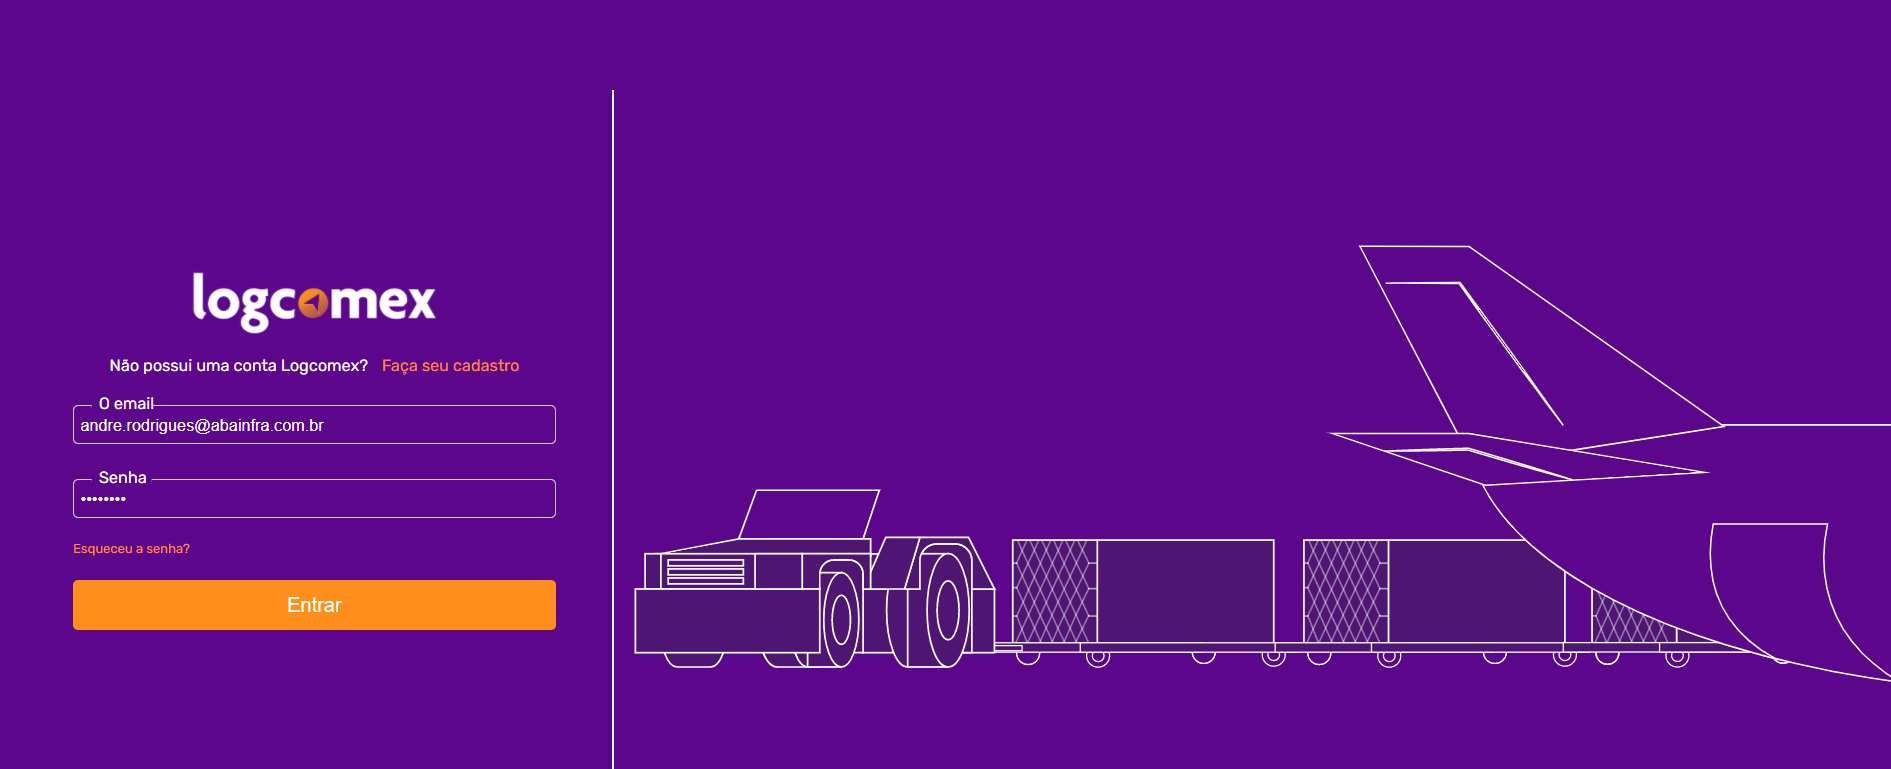 logcomex
Não possui uma conta Logcomex? Faça seu cadastro
O email
andre.rodrigues@abainfra.com.br
Senha
••••••••
Esqueceu a senha?
Entrar